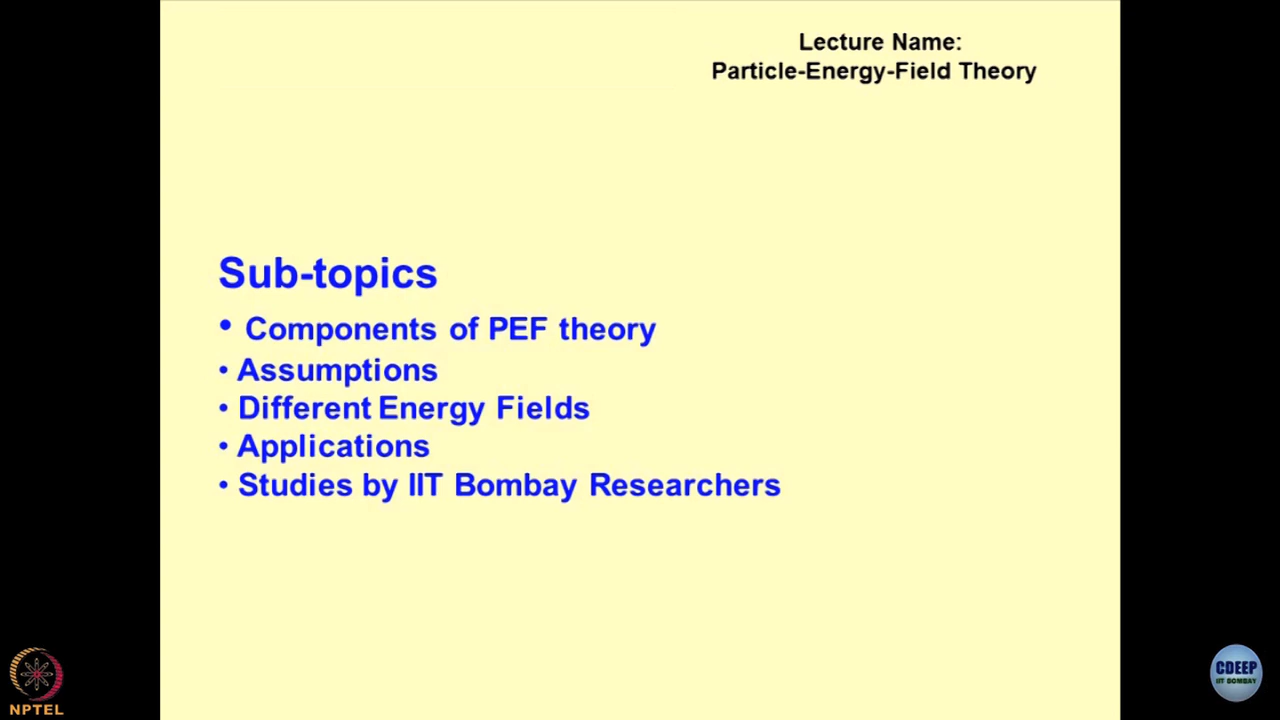 Lecture Name:
Particle-Energy-Field Theory
Sub-topics
• Components of PEF theory
• Assumptions
• Different Energy Fields
• Applications
• Studies by IIT Bombay Researchers
NPTEL
CDEEP
IIT BOMBAY